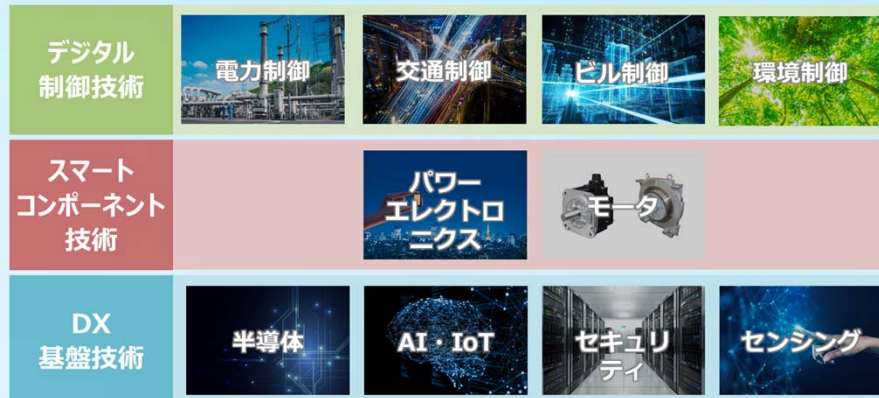 デジタル
制御技術
電力制御
交通制御
ビル制御
環境制御
スマート
コンポーネント
技術
パワー
エレクトロ
ニクス
モータ
DX
基盤技術
半導体
AI・IoT
セキュリ
ティ
センシング